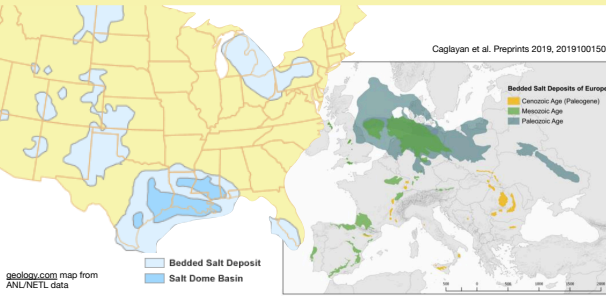 Caglayan et al. Preprints 2019, 2019100150
Bedded Salt Deposits of Europe
Cenozoic Age (Paleogene)
Mesozoic Age
Paleozoic Age
Bedded Salt Deposit
Salt Dome Basin
geology.com map from
ANL/NETL data